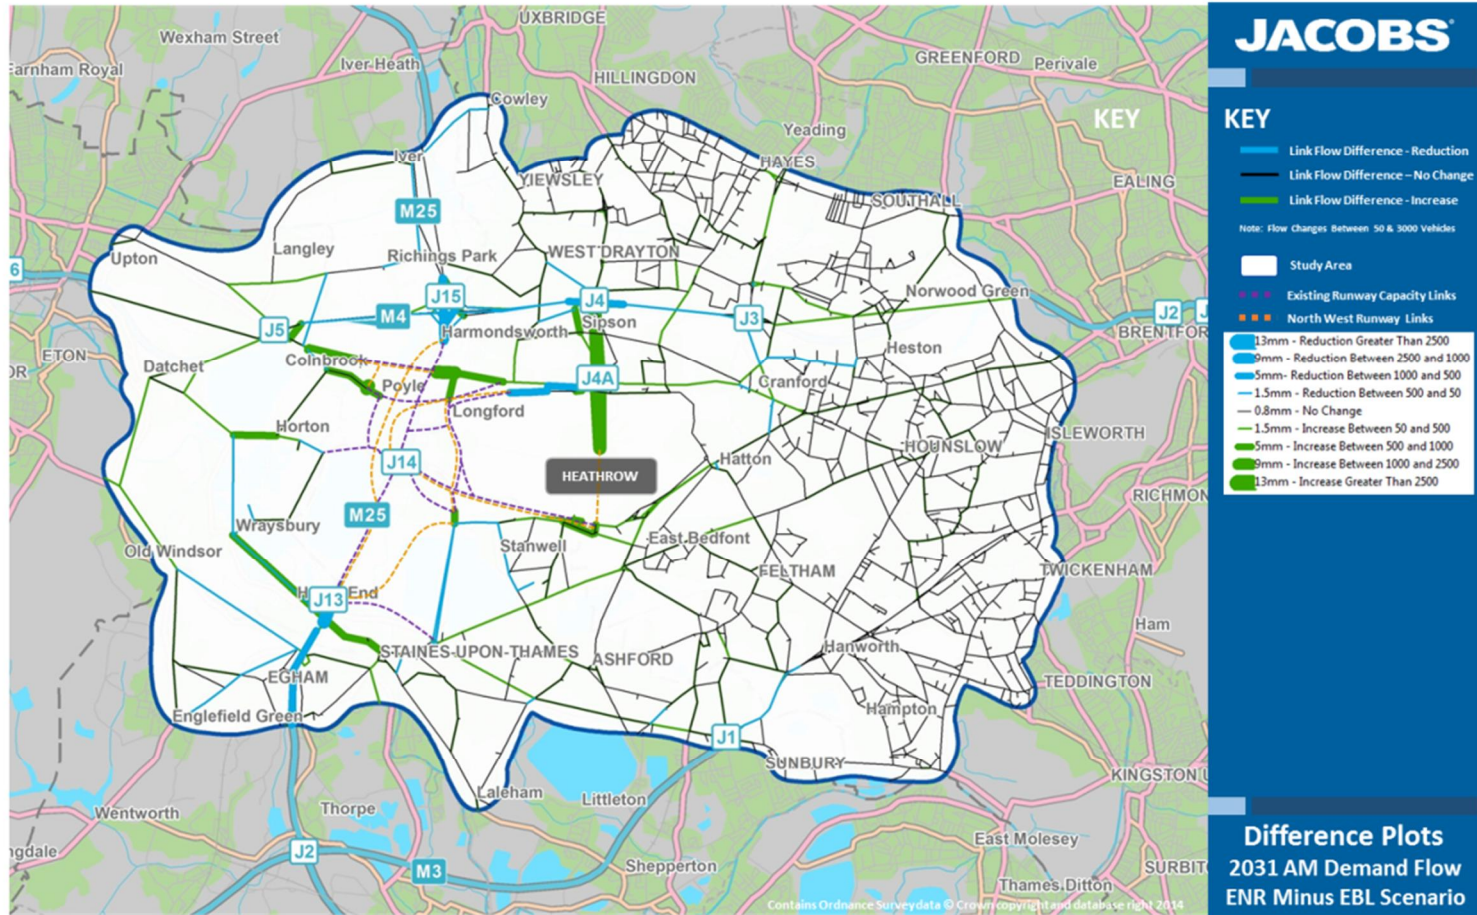 UXBRIDGE
Wexham Street
Iver Heath
Farnham Royal
HILLINGDON
GREENFORD
Perivale
Cowley
KEY
Yeading
Iver
HAYES
YIEWSLEY
EALING
M25
SOUTHALL
Langley
Richings Park
WEST DRAYTON
Upton
6
J15
J4
Norwood Green
M4
J5
Harmondsworth
Sipson
J3
J2
J
BRENTFOR
ETON
Colnbrook
Heston
Datchet
OR
Poyle
J4A
Cranford
Longford
Horton
HOUNSLOW
ISLEWORTH
J14
Hatton
HEATHROW
RICHMON
M25
Wraysbury
Stanwell
East Bedfont
Old Windsor
FELTHAM
TWICKENHAM
H
End
J13
Ham
STAINES-UPON-THAMES
ASHFORD
Hanworth
EGHAM
TEDDINGTON
Englefield Green
Hampton
J1
SUNBURY
KINGSTON U
Laleham
Littleton
Wentworth
Thorpe
East Molesey
ngdale
J2
M3
Shepperton
SURBIT
Thames Ditton
Contains Ordnance Survey data © Crown copyright and database right 2014
JACOBS
KEY
Link Flow Difference - Reduction
Link Flow Difference – No Change
Link Flow Difference - Increase
Note: Flow Changes Between 50 & 3000 Vehicles
Study Area
Existing Runway Capacity Links
North West Runway Links
13mm - Reduction Greater Than 2500
9mm - Reduction Between 2500 and 1000
5mm- Reduction Between 1000 and 500
1.5mm - Reduction Between 500 and 50
0.8mm - No Change
1.5mm - Increase Between 50 and 500
5mm - Increase Between 500 and 1000
9mm - Increase Between 1000 and 2500
13mm - Increase Greater Than 2500
Difference Plots
2031 AM Demand Flow
ENR Minus EBL Scenario